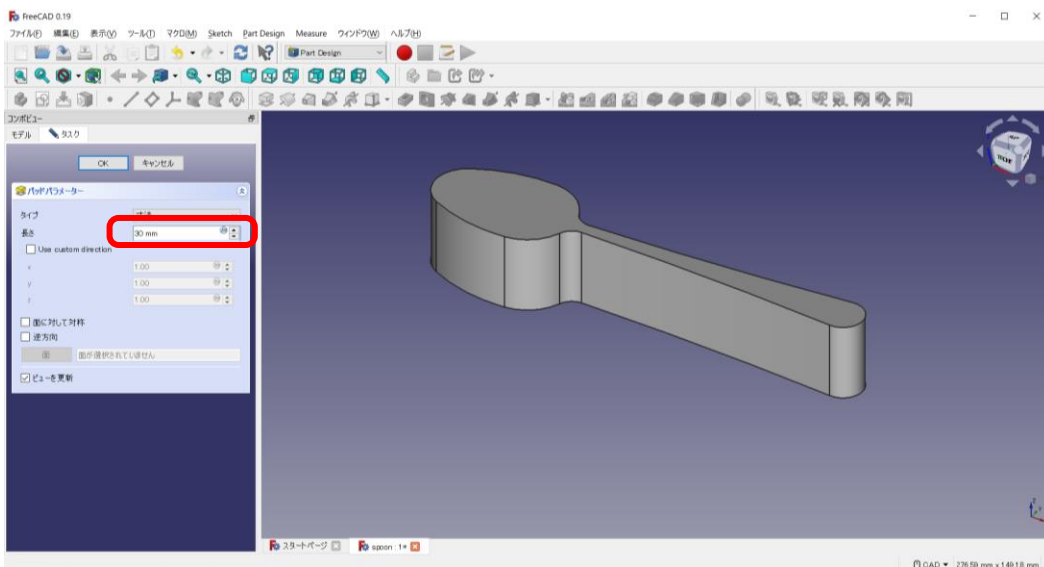 FreeCAD 0.19
ファイル(F) 編集(E) 表示(V) ツール(T) マクロ(M) Sketch Part Design Measure ウィンドウ(W) ヘルプ(H)
Part Design
コンボビュー
モデル タスク
OK キャンセル
パッドパラメーター
タイプ
長さ 30 mm
Use custom direction
x 1.00
y 1.00
z 1.00
面に対して対称
逆方向
面 面が選択されていません
ビューを更新
スタートページ spoon : 1*
CAD 276.59 mm x 149.18 mm